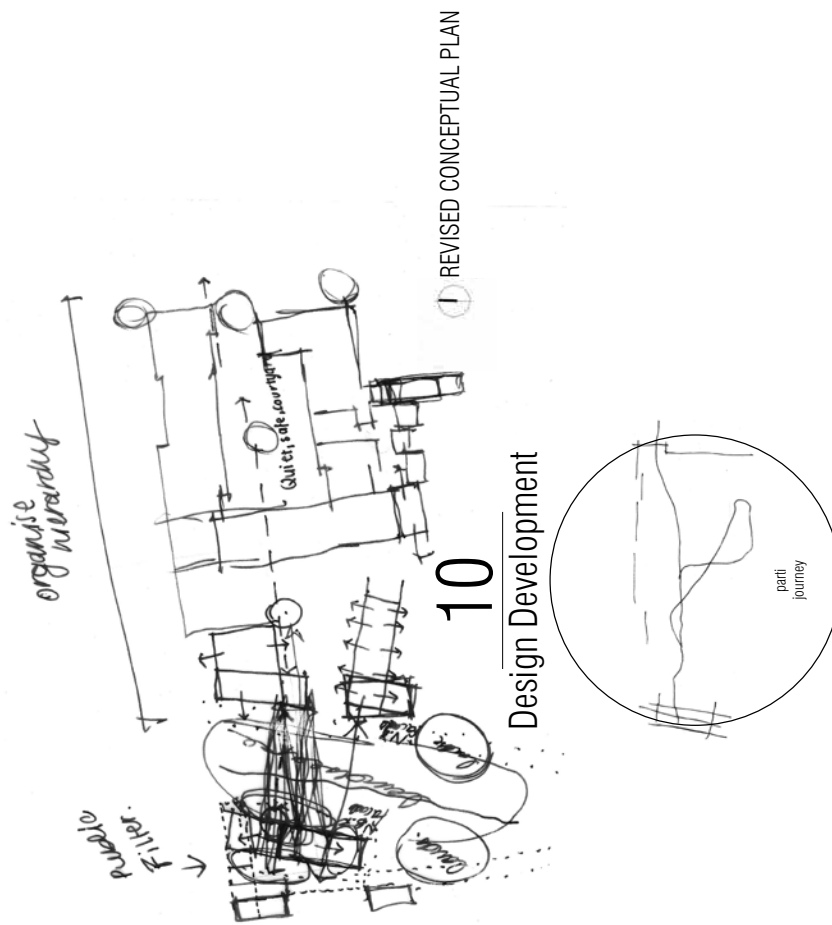 organise
hierarchy
public
Filter.
Quiet, safe, courtyard
REVISED CONCEPTUAL PLAN
10
Design Development
parti
journey